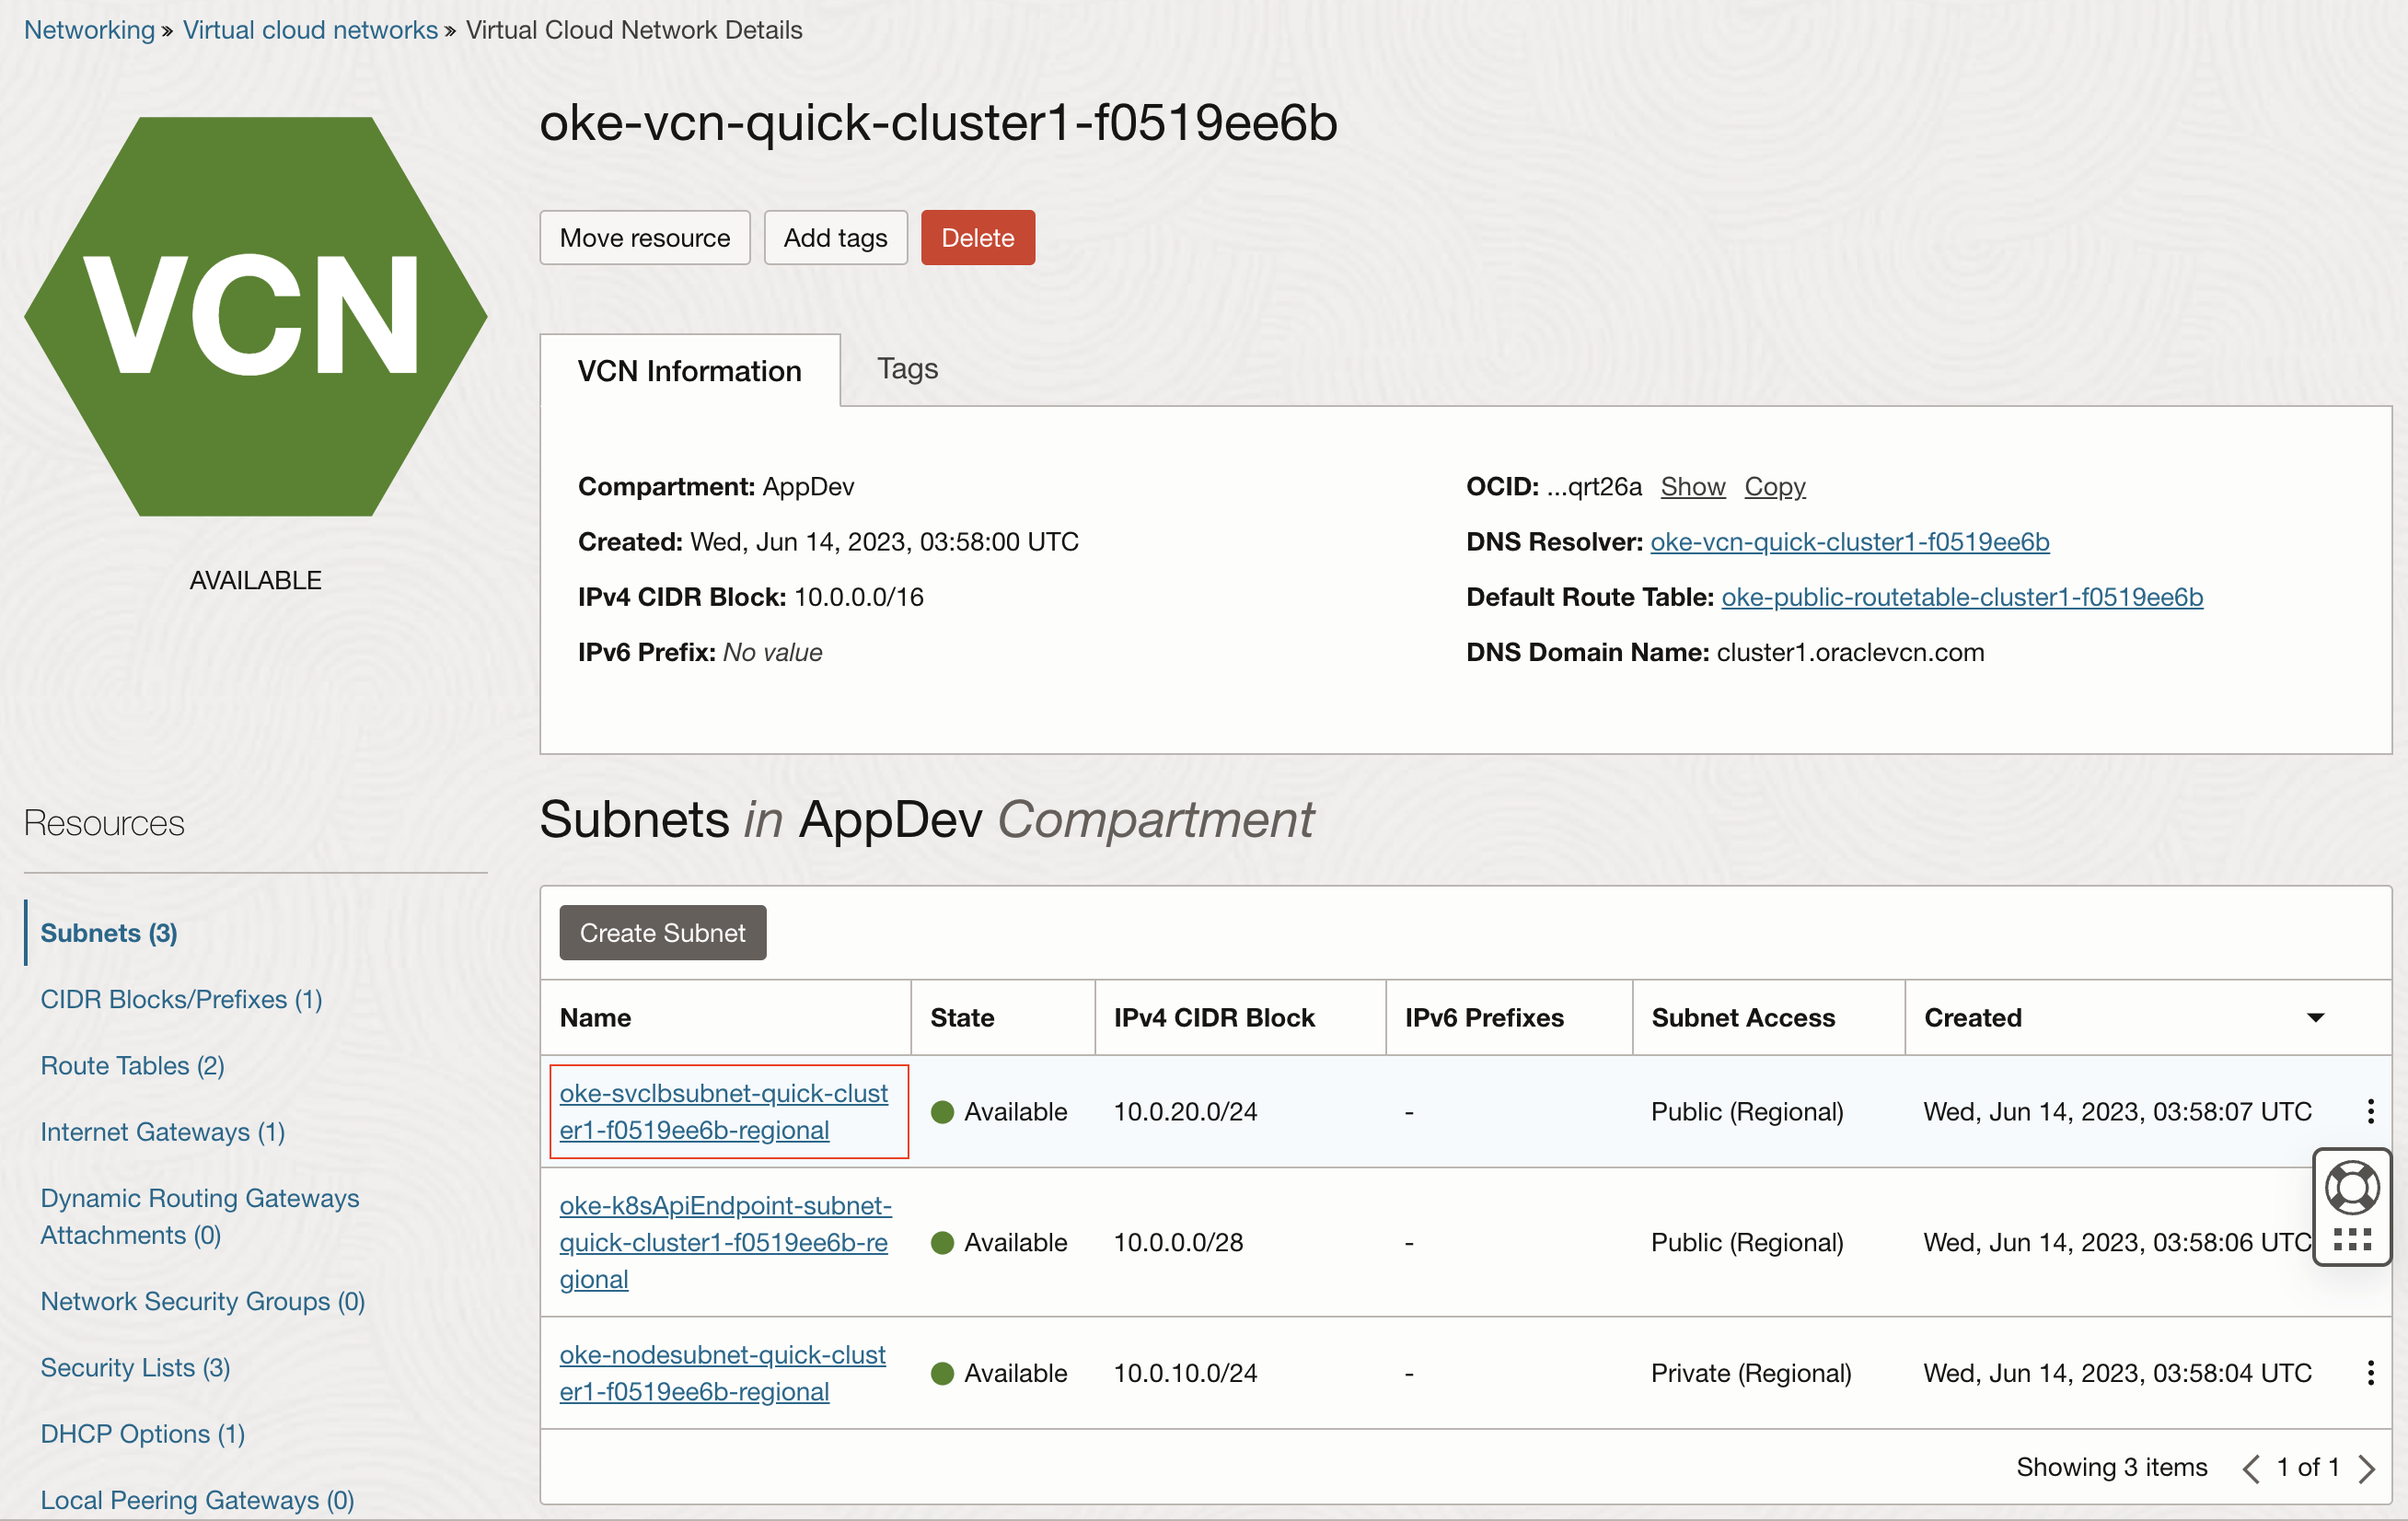 Networking » Virtual cloud networks » Virtual Cloud Network Details
VCN
AVAILABLE
oke-vcn-quick-cluster1-f0519ee6b
Move resource Add tags Delete
VCN Information Tags
Compartment: AppDev
Created: Wed, Jun 14, 2023, 03:58:00 UTC
IPv4 CIDR Block: 10.0.0.0/16
IPv6 Prefix: No value
OCID: ...qrt26a Show Copy
DNS Resolver: oke-vcn-quick-cluster1-f0519ee6b
Default Route Table: oke-public-routetable-cluster1-f0519ee6b
DNS Domain Name: cluster1.oraclevcn.com
Resources
Subnets (3)
CIDR Blocks/Prefixes (1)
Route Tables (2)
Internet Gateways (1)
Dynamic Routing Gateways
Attachments (0)
Network Security Groups (0)
Security Lists (3)
DHCP Options (1)
Local Peering Gateways (0)
Subnets in AppDev Compartment
Create Subnet
Name State IPv4 CIDR Block IPv6 Prefixes Subnet Access Created
oke-svclbsubnet-quick-clust
er1-f0519ee6b-regional
Available 10.0.20.0/24 - Public (Regional) Wed, Jun 14, 2023, 03:58:07 UTC
oke-k8sApiEndpoint-subnet-
quick-cluster1-f0519ee6b-re
gional
Available 10.0.0.0/28 - Public (Regional) Wed, Jun 14, 2023, 03:58:06 UTC
oke-nodesubnet-quick-clust
er1-f0519ee6b-regional
Available 10.0.10.0/24 - Private (Regional) Wed, Jun 14, 2023, 03:58:04 UTC
Showing 3 items 1 of 1